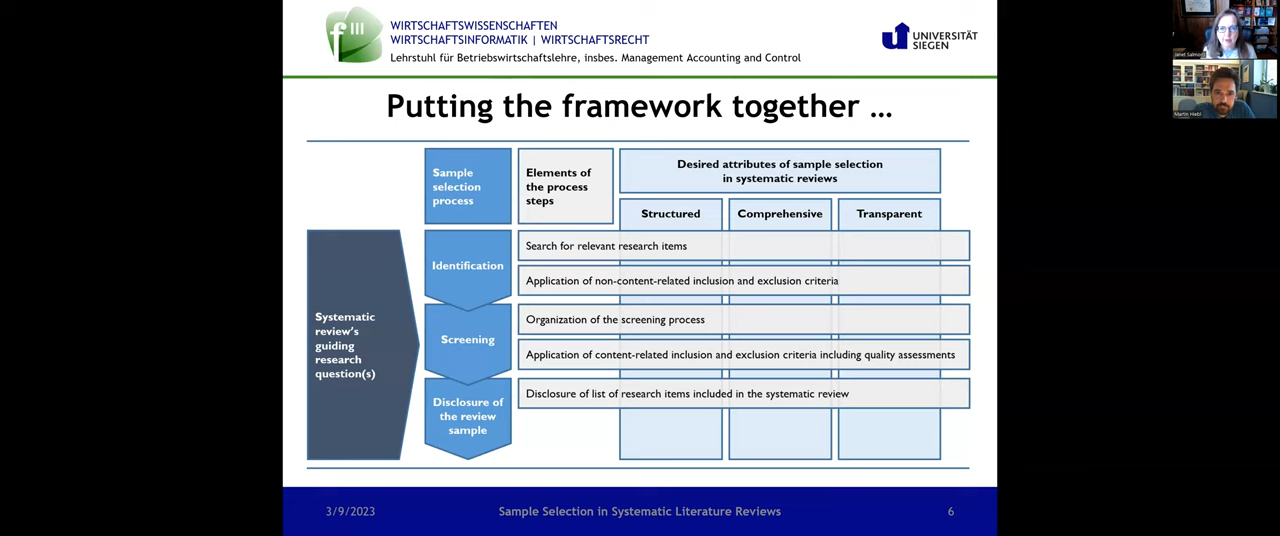 f III
WIRTSCHAFTSWISSENSCHAFTEN
WIRTSCHAFTSINFORMATIK | WIRTSCHAFTSRECHT
Lehrstuhl für Betriebswirtschaftslehre, insbes. Management Accounting and Control
UNIVERSITÄT
SIEGEN
Janet Salmons
Martin Hiebl
Putting the framework together ...
Sample
selection
process
Elements of
the process
steps
Desired attributes of sample selection
in systematic reviews
Structured
Comprehensive
Transparent
Systematic
review's
guiding
research
question(s)
Identification
Search for relevant research items
Application of non-content-related inclusion and exclusion criteria
Screening
Organization of the screening process
Application of content-related inclusion and exclusion criteria including quality assessments
Disclosure of
the review
sample
Disclosure of list of research items included in the systematic review
3/9/2023
Sample Selection in Systematic Literature Reviews
6